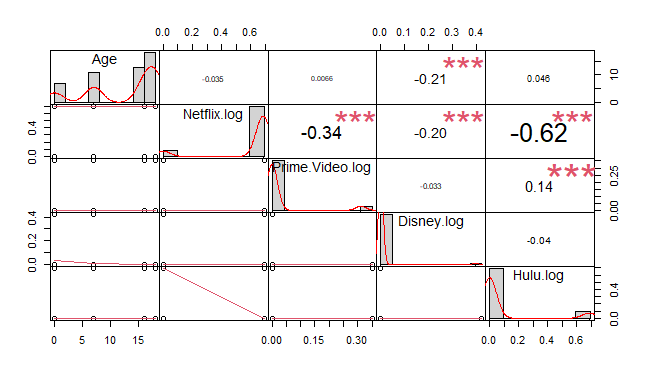 0.0 0.2 0.4 0.6 0.0 0.1 0.2 0.3 0.4
Age -0.035 0.0066 *** -0.21 0.046 0 10
0.0 0.4 Netflix.log *** -0.34 *** -0.20 *** -0.62
Prime.Video.log -0.033 *** 0.14 0.00 0.25
0.0 0.2 0.4 Disney.log -0.04
Hulu.log 0.0 0.4
0 5 10 15 0.00 0.15 0.30 0.0 0.2 0.4 0.6